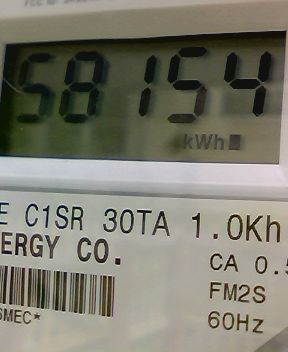 58154
kWh
E C1SR 30TA 1.0Kh
ERGY CO.
CA 0.5
FM2S
60Hz
SMEC*